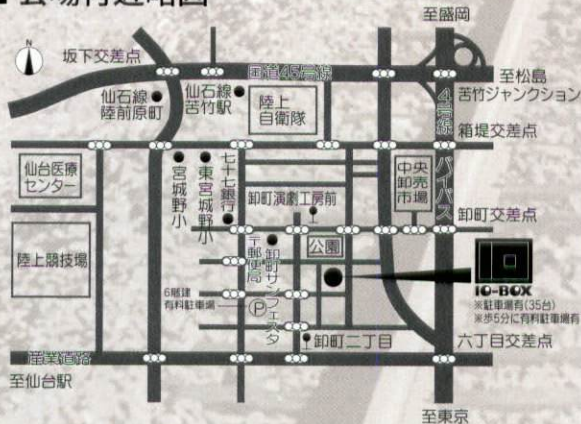 会場付近略図
至盛岡
N
坂下交差点
国道45号線
至松島
仙石線
陸前原町
仙石線
苦竹駅
陸上
自衛隊
苦竹ジャンクション
4号線バイパス
箱堤交差点
仙台医療
センター
宮城野小
東宮城野小
七十七銀行
中央
卸売
市場
卸町演劇工房前
卸町交差点
陸上競技場
〒郵便局
卸町サンフェスタ
公園
6階建
有料駐車場
P
IO-BOX
※駐車場有(35台)
※歩5分に有料駐車場有
卸町二丁目
六丁目交差点
産業道路
至仙台駅
至東京